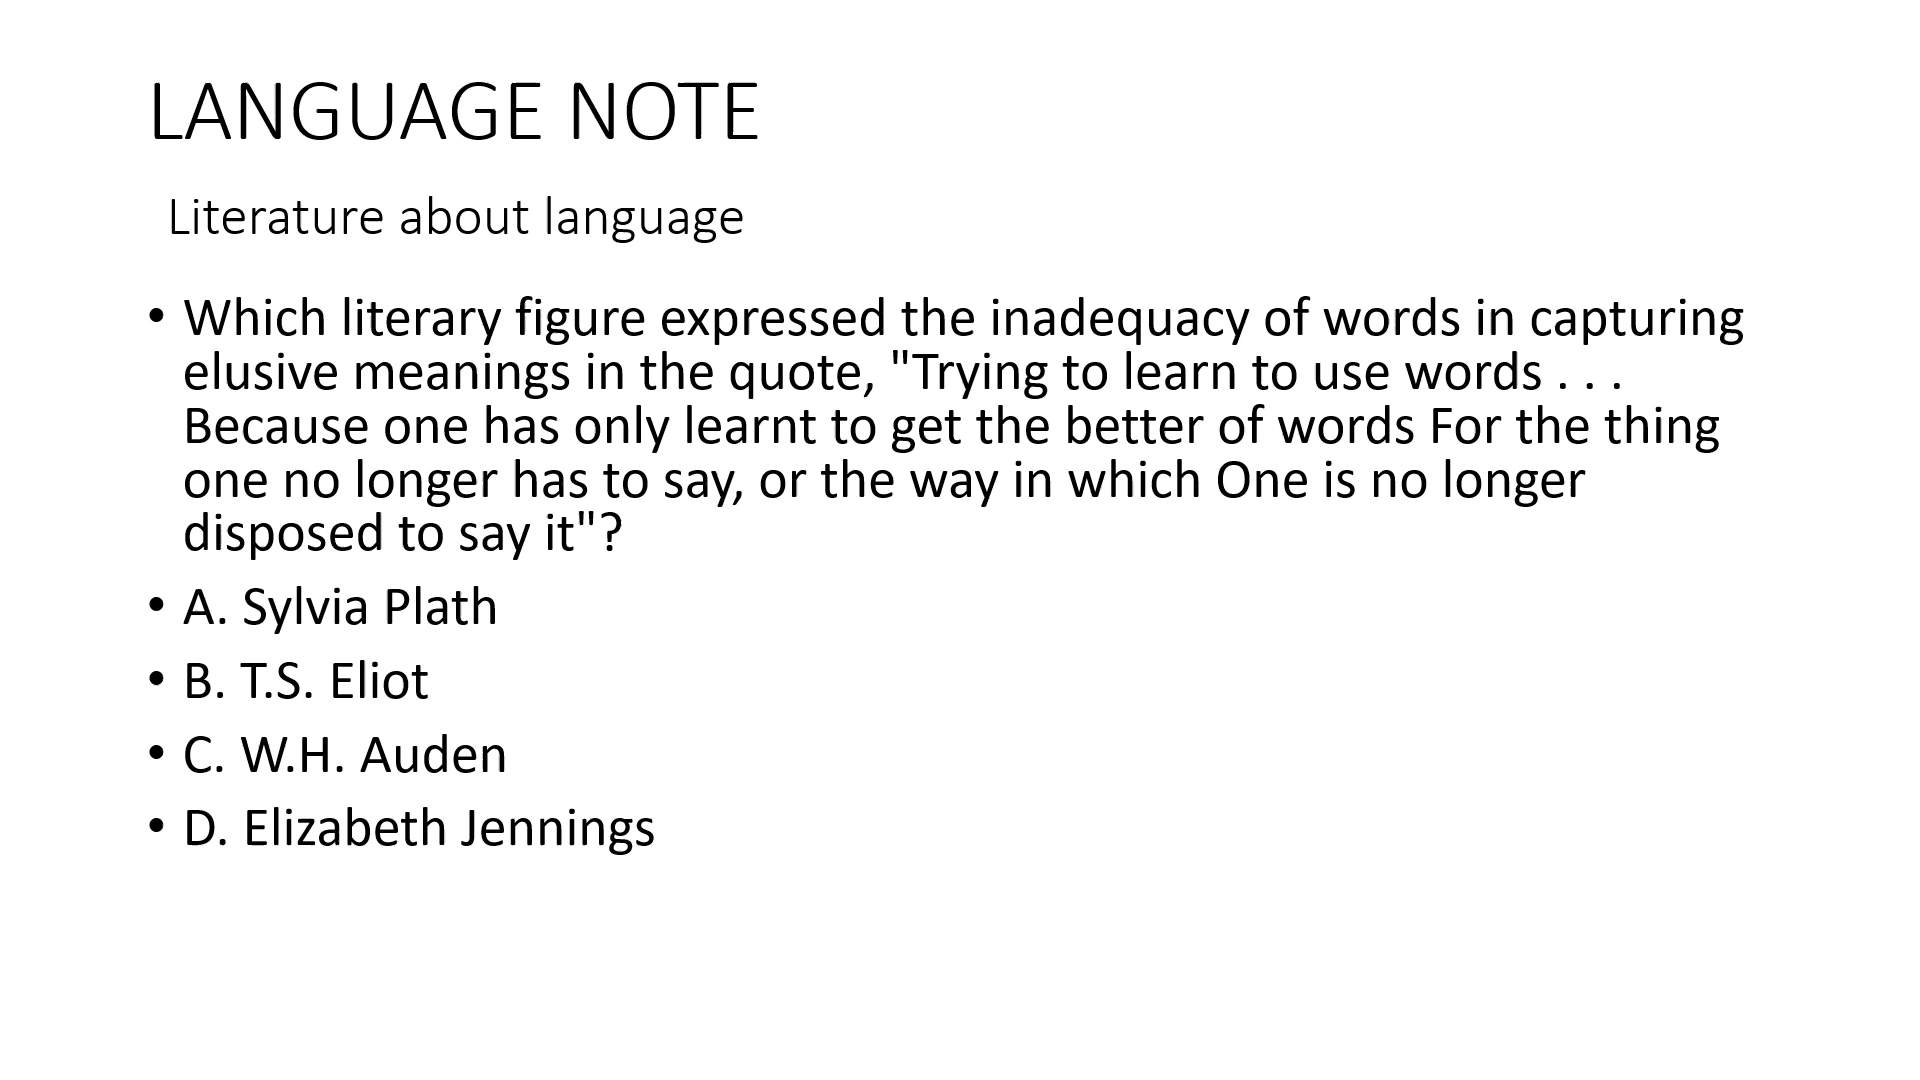 LANGUAGE NOTE
Literature about language
• Which literary figure expressed the inadequacy of words in capturing
elusive meanings in the quote, "Trying to learn to use words . . .
Because one has only learnt to get the better of words For the thing
one no longer has to say, or the way in which One is no longer
disposed to say it"?
• A. Sylvia Plath
• B. T.S. Eliot
• C. W.H. Auden
• D. Elizabeth Jennings